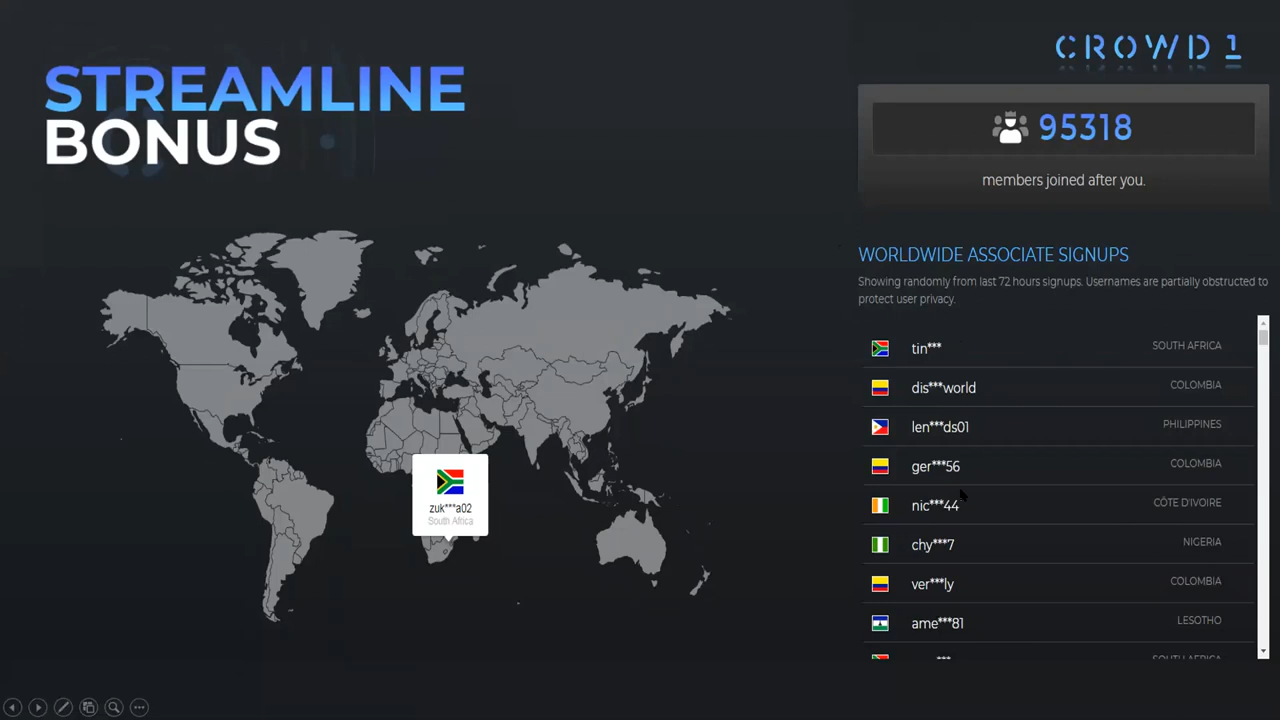 CROWD1
STREAMLINE
BONUS
95318
members joined after you.
WORLDWIDE ASSOCIATE SIGNUPS
Showing randomly from last 72 hours signups. Usernames are partially obstructed to
protect user privacy.
tin*** SOUTH AFRICA
dis***world COLOMBIA
len***ds01 PHILIPPINES
ger***56 COLOMBIA
nic***44 CÔTE D'IVOIRE
chy***7 NIGERIA
ver***ly COLOMBIA
ame***81 LESOTHO
SOUTH AFRICA
zuk***a02
South Africa